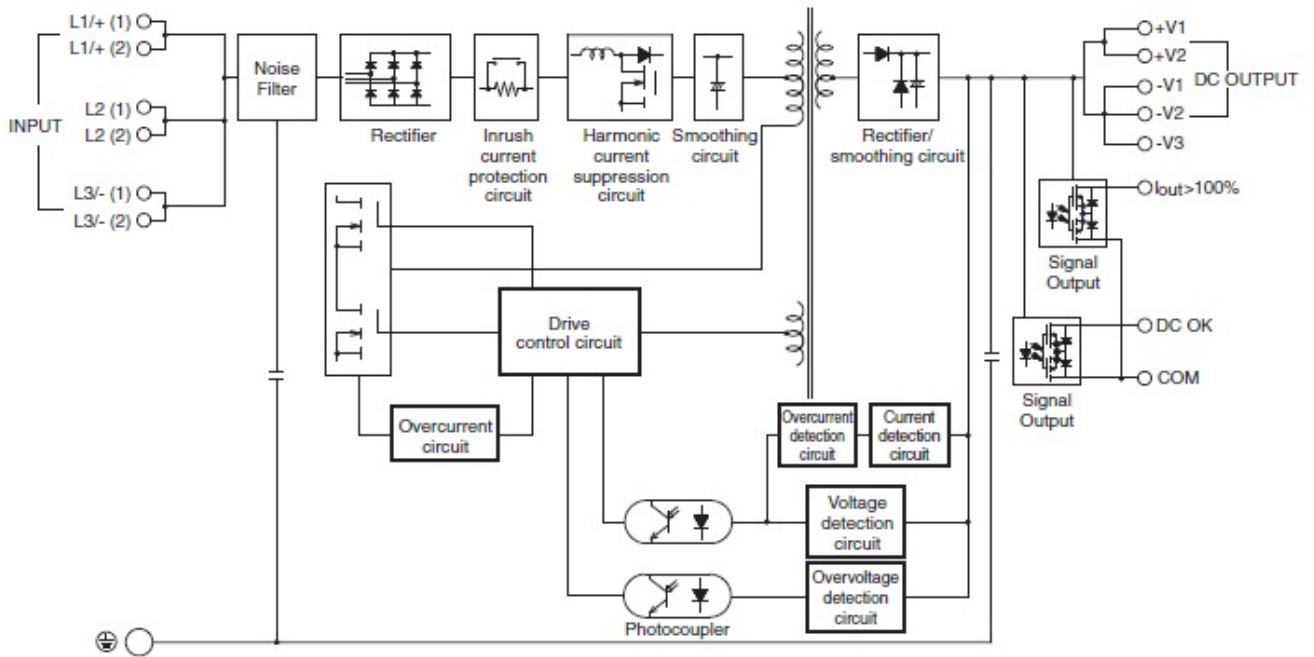 INPUT
L1/+ (1)
L1/+ (2)
L2 (1)
L2 (2)
L3/- (1)
L3/- (2)
Noise
Filter
Rectifier
Inrush
current
protection
circuit
Harmonic
current
suppression
circuit
Smoothing
circuit
Rectifier/
smoothing circuit
+V1
+V2
-V1
-V2
-V3
DC OUTPUT
Iout>100%
Signal
Output
DC OK
COM
Signal
Output
Drive
control circuit
Overcurrent
circuit
Overcurrent
detection
circuit
Current
detection
circuit
Voltage
detection
circuit
Overvoltage
detection
circuit
Photocoupler